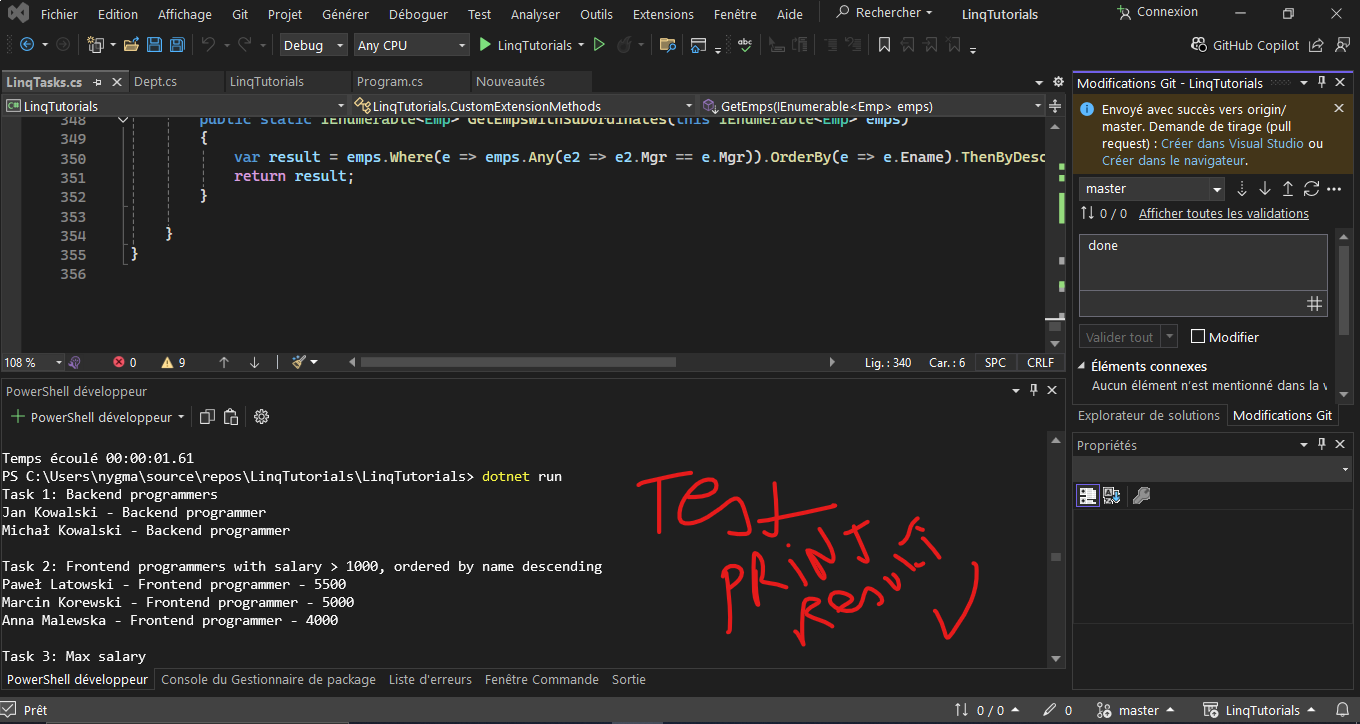 Fichier Edition Affichage Git Projet Générer Déboguer Test Analyser Outils Extensions Fenêtre Aide Rechercher LinqTutorials Connexion
Debug Any CPU LinqTutorials GitHub Copilot
LinqTasks.cs Dept.cs LinqTutorials Program.cs Nouveautés
LinqTutorials LinqTutorials.CustomExtensionMethods GetEmps(IEnumerable<Emp> emps)
348 public static IEnumerable<Emp> GetEmpsWithSubordinates(this IEnumerable<Emp> emps)
349 {
350 var result = emps.Where(e => emps.Any(e2 => e2.Mgr == e.Mgr)).OrderBy(e => e.Ename).ThenByDesc
351 return result;
352 }
353
354 }
355 }
356
108 % 0 9 Lig. : 340 Car. : 6 SPC CRLF
PowerShell développeur
PowerShell développeur
Temps écoulé 00:00:01.61
PS C:\Users\nygma\source\repos\LinqTutorials\LinqTutorials> dotnet run
Task 1: Backend programmers
Jan Kowalski - Backend programmer
Michał Kowalski - Backend programmer
Task 2: Frontend programmers with salary > 1000, ordered by name descending
Paweł Latowski - Frontend programmer - 5500
Marcin Korewski - Frontend programmer - 5000
Anna Malewska - Frontend programmer - 4000
Task 3: Max salary
Test
PRiNT
Result
PowerShell développeur Console du Gestionnaire de package Liste d'erreurs Fenêtre Commande Sortie
Modifications Git - LinqTutorials
Envoyé avec succès vers origin/
master. Demande de tirage (pull
request) : Créer dans Visual Studio ou
Créer dans le navigateur.
master
0 / 0 Afficher toutes les validations
done
Valider tout Modifier
Éléments connexes
Aucun élément n'est mentionné dans la v
Explorateur de solutions Modifications Git
Propriétés
Prêt 0 / 0 0 master LinqTutorials